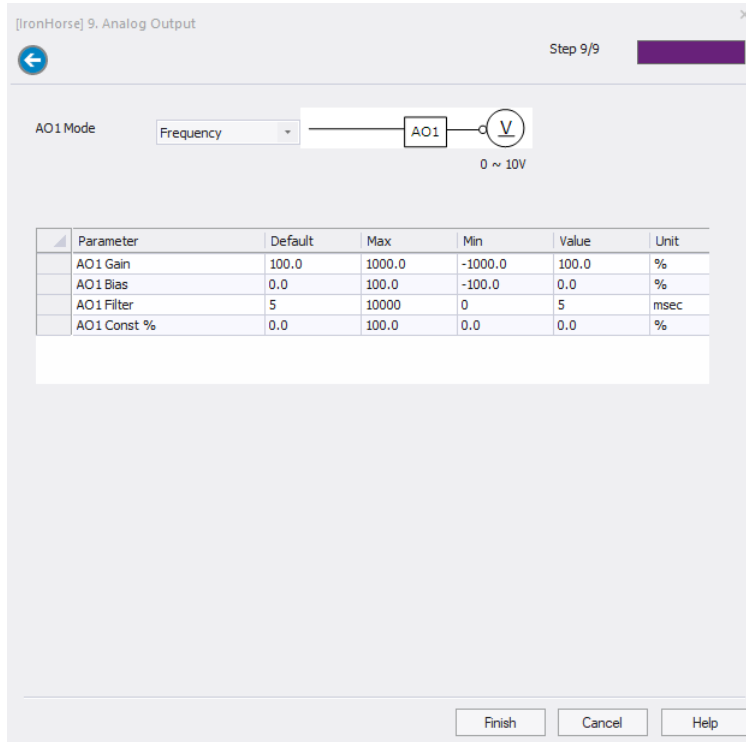 [IronHorse] 9. Analog Output
Step 9/9
AO1 Mode Frequency AO1 V
0 ~ 10V
Parameter Default Max Min Value Unit
AO1 Gain 100.0 1000.0 -1000.0 100.0 %
AO1 Bias 0.0 100.0 -100.0 0.0 %
AO1 Filter 5 10000 0 5 msec
AO1 Const % 0.0 100.0 0.0 0.0 %
Finish Cancel Help